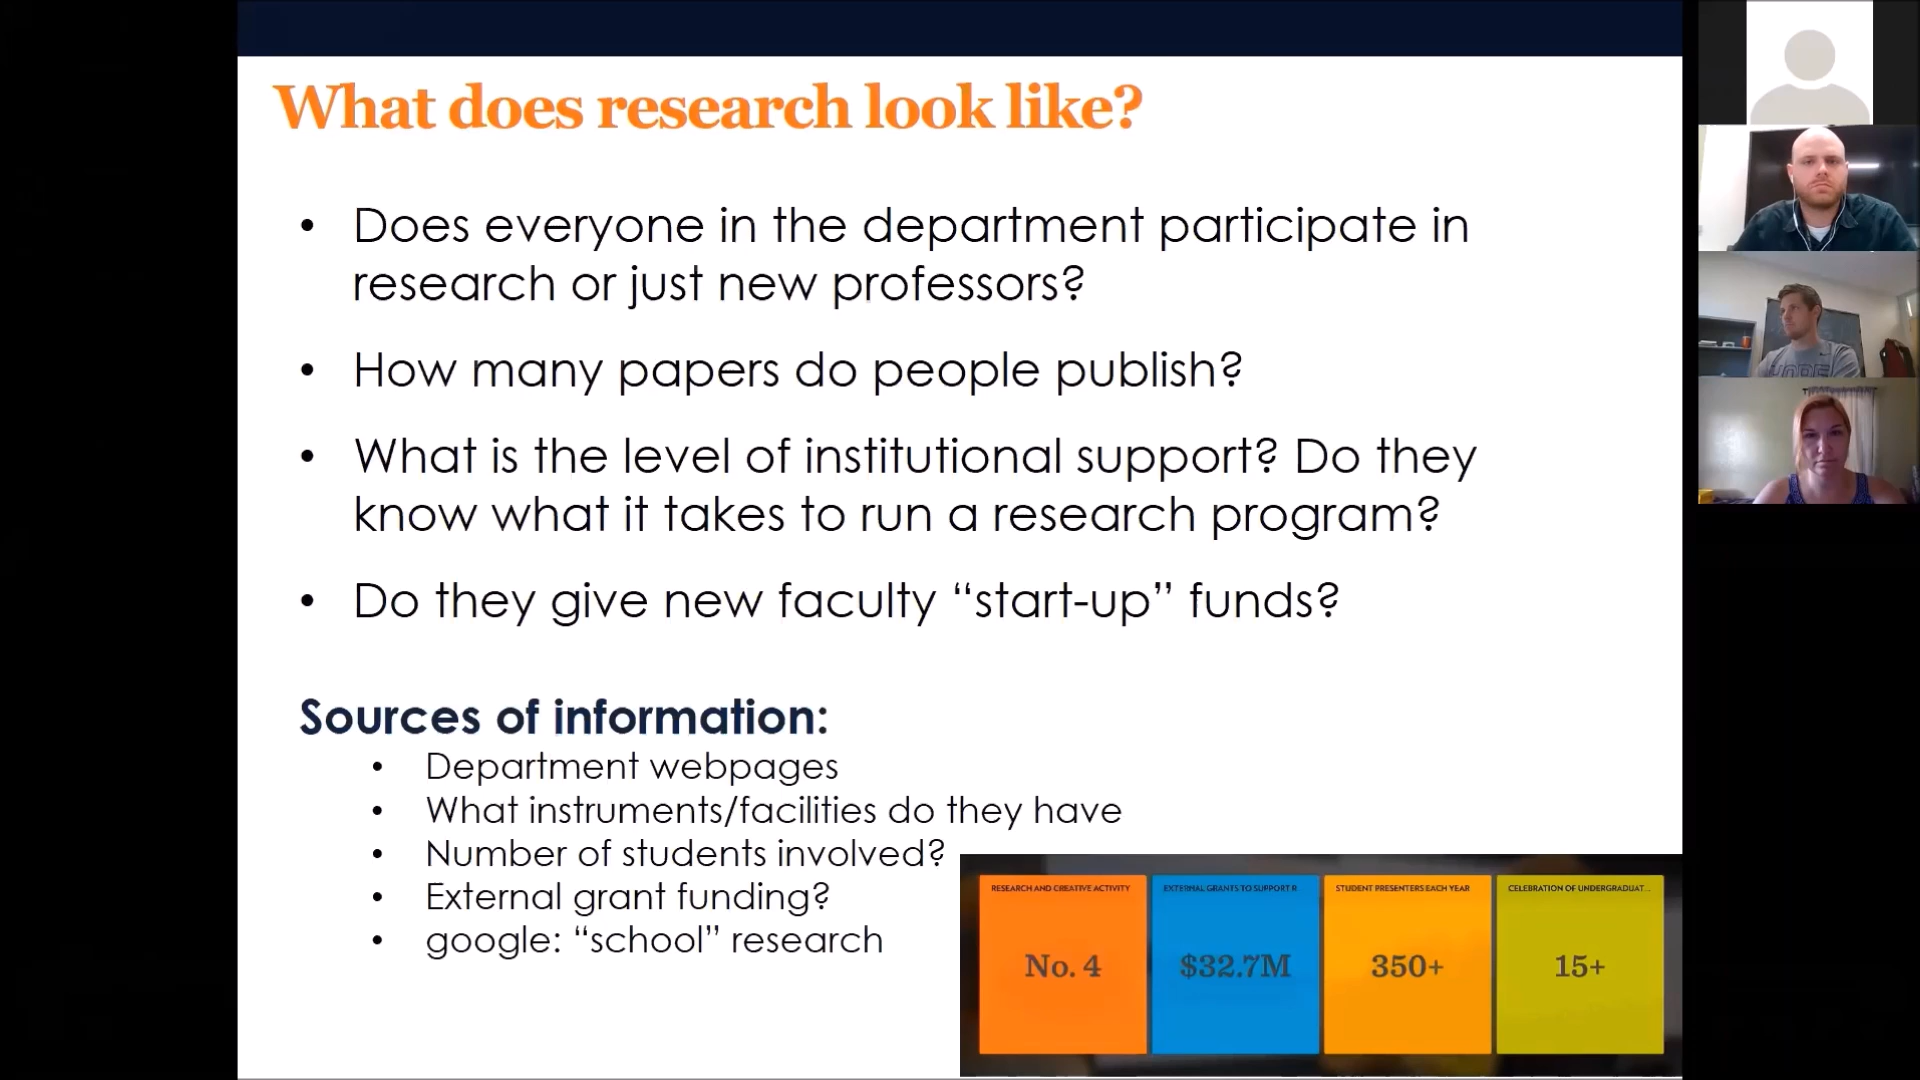 What does research look like?
• Does everyone in the department participate in
research or just new professors?
• How many papers do people publish?
• What is the level of institutional support? Do they
know what it takes to run a research program?
• Do they give new faculty “start-up” funds?
Sources of information:
• Department webpages
• What instruments/facilities do they have
• Number of students involved?
• External grant funding?
• google: “school” research
RESEARCH AND CREATIVE ACTIVITY
No. 4
EXTERNAL GRANTS TO SUPPORT R
$32.7M
STUDENT PRESENTERS EACH YEAR
350+
CELEBRATION OF UNDERGRADUAT...
15+